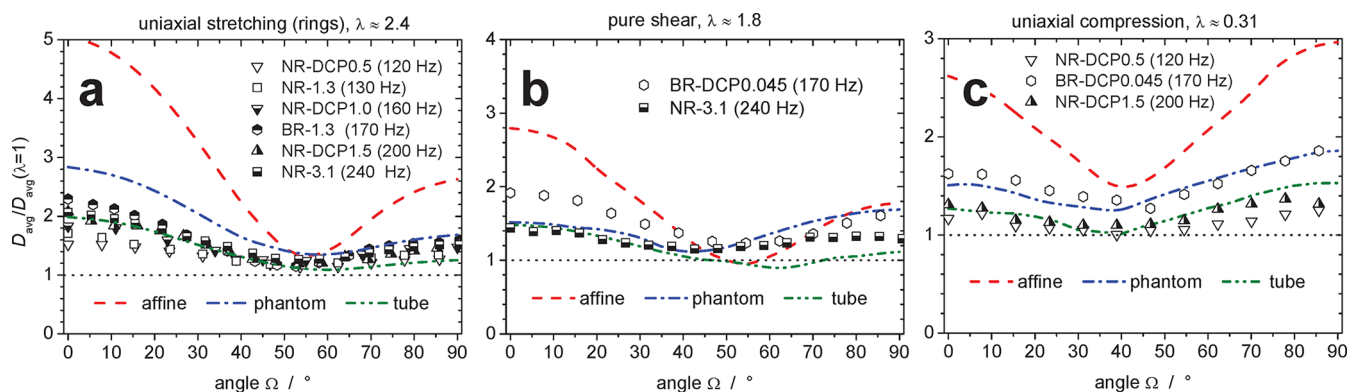 uniaxial stretching (rings), λ ≈ 2.4
a
NR-DCP0.5 (120 Hz)
NR-1.3 (130 Hz)
NR-DCP1.0 (160 Hz)
BR-1.3 (170 Hz)
NR-DCP1.5 (200 Hz)
NR-3.1 (240 Hz)
affine
phantom
tube
D_avg/D_avg(λ=1)
5
4
3
2
1
0
0 10 20 30 40 50 60 70 80 90
angle Ω / °
pure shear, λ ≈ 1.8
b
BR-DCP0.045 (170 Hz)
NR-3.1 (240 Hz)
affine
phantom
tube
4
3
2
1
0
0 10 20 30 40 50 60 70 80 90
angle Ω / °
uniaxial compression, λ ≈ 0.31
c
NR-DCP0.5 (120 Hz)
BR-DCP0.045 (170 Hz)
NR-DCP1.5 (200 Hz)
affine
phantom
tube
3
2
1
0
0 10 20 30 40 50 60 70 80 90
angle Ω / °